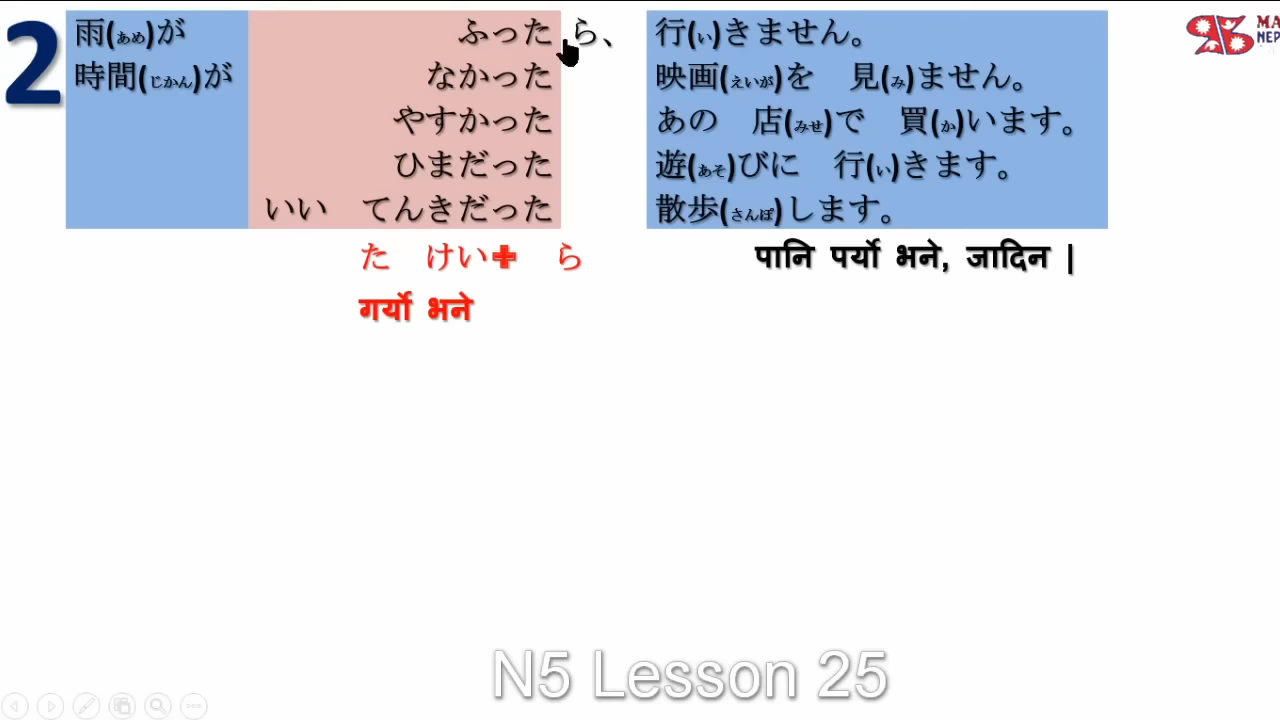 2
雨(あめ)が ふったら、 行(い)きません。
時間(じかん)が なかった 映画(えいが)を 見(み)ません。
やすかった あの 店(みせ)で 買(か)います。
ひまだった 遊(あそ)びに 行(い)きます。
いい てんきだった 散歩(さんぽ)します。
た けい+ ら पानि पर्यो भने, जादिन |
गर्यो भने
N5 Lesson 25